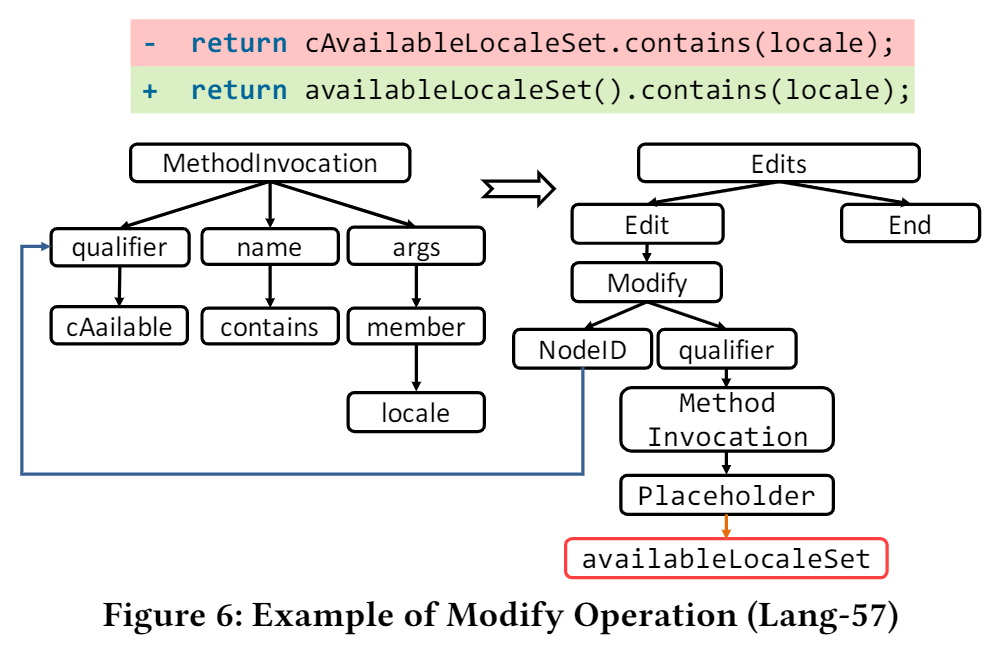 - return cAvailableLocaleSet.contains(locale);
+ return availableLocaleSet().contains(locale);
MethodInvocation
Edits
qualifier
name
args
Edit
End
Modify
cAailable
contains
member
NodeID
qualifier
locale
Method
Invocation
Placeholder
availableLocaleSet
Figure 6: Example of Modify Operation (Lang-57)